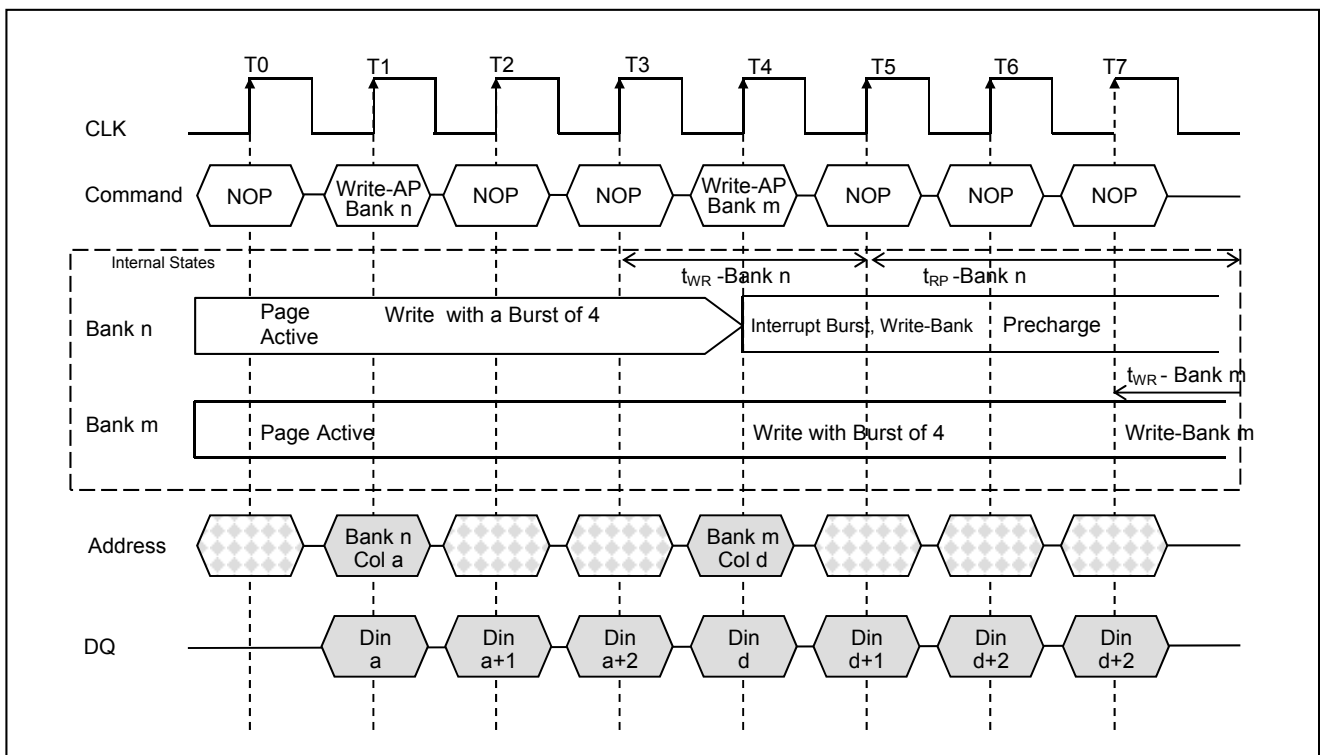 T0 T1 T2 T3 T4 T5 T6 T7
CLK
Command NOP Write-AP Bank n NOP NOP Write-AP Bank m NOP NOP NOP
Internal States
tWR -Bank n tRP -Bank n
Bank n Page Active Write with a Burst of 4 Interrupt Burst, Write-Bank Precharge
tWR - Bank m
Bank m Page Active Write with Burst of 4 Write-Bank m
Address Bank n Col a Bank m Col d
DQ Din a Din a+1 Din a+2 Din d Din d+1 Din d+2 Din d+2